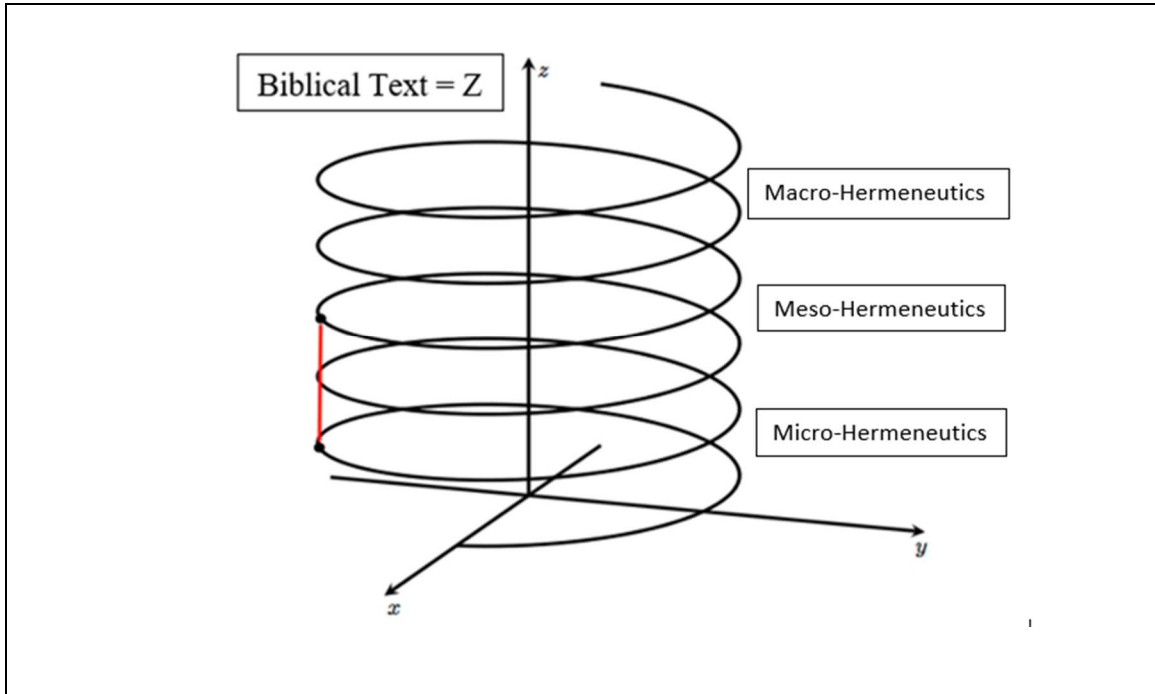 Biblical Text = Z
z
Macro-Hermeneutics
Meso-Hermeneutics
Micro-Hermeneutics
y
x